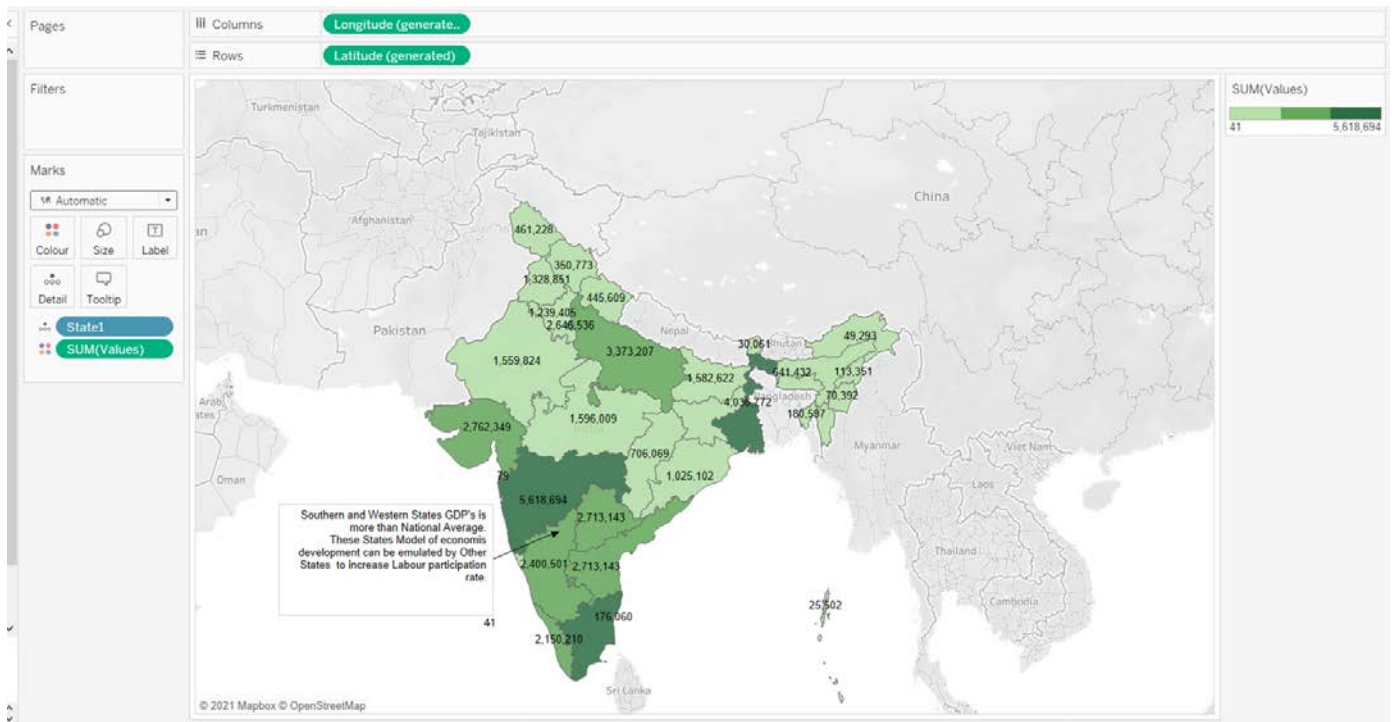 Pages
Columns
Longitude (generate..
Rows
Latitude (generated)
Filters
Marks
Automatic
Colour
Size
Label
Detail
Tooltip
State1
SUM(Values)
SUM(Values)
41
5,618,694
Turkmenistan
Tajikistan
China
Afghanistan
an
461,228
350,773
1,328,851
445,609
1,239,405
2,646,536
Pakistan
Nepal
3,373,207
30,061
Bhutan
49,293
1,559,824
1,582,622
641,432
113,351
Arab
ates
4,036,772
Bangladesh
70,392
180,597
2,762,349
1,596,009
Myanmar
Viet Nam
706,069
Oman
79
1,025,102
Laos
5,618,694
Southern and Western States GDP's is
more than National Average.
These States Model of economis
development can be emulated by Other
States to increase Labour participation
rate.
2,713,143
Thailand
2,400,501
2,713,143
Cambodia
25,502
41
176,060
2,150,210
Sri Lanka
© 2021 Mapbox © OpenStreetMap